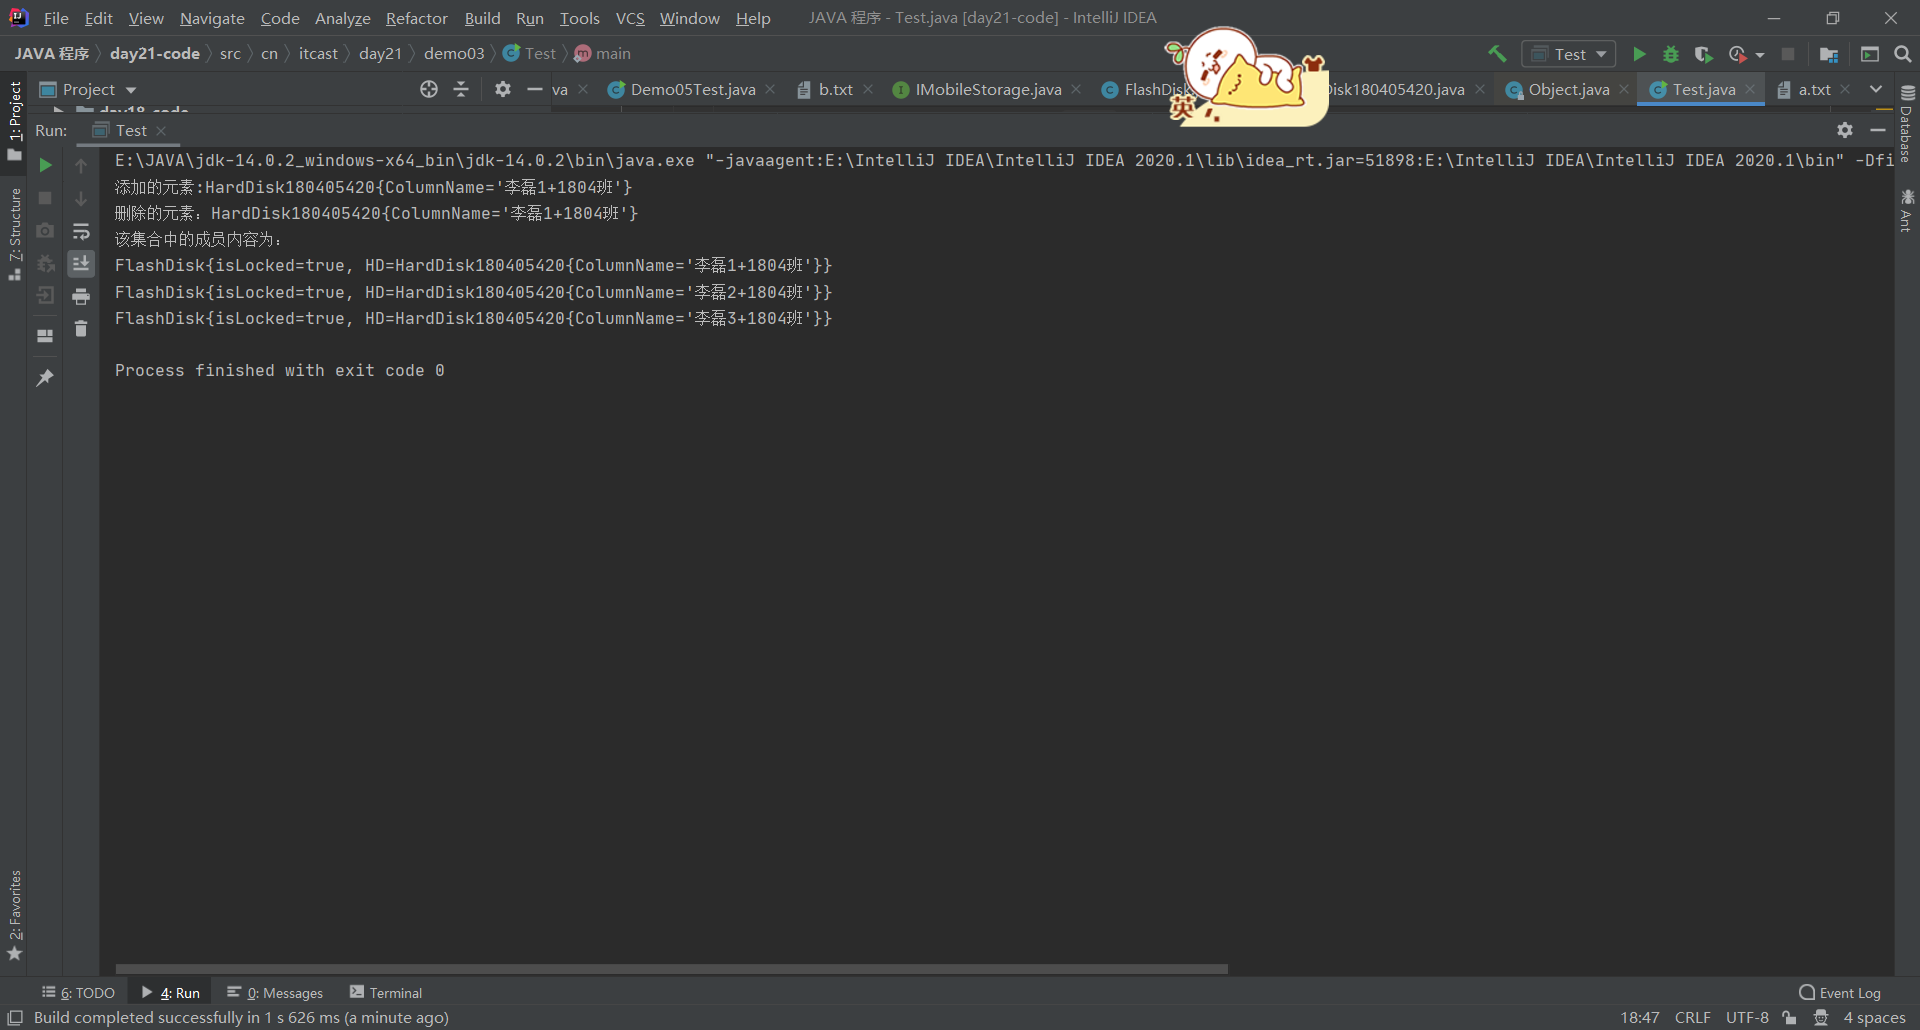 File Edit View Navigate Code Analyze Refactor Build Run Tools VCS Window Help JAVA 程序 - Test.java [day21-code] - IntelliJ IDEA
JAVA 程序 day21-code src cn itcast day21 demo03 Test main Test
Project va Demo05Test.java b.txt IMobileStorage.java FlashDisk isk180405420.java Object.java Test.java a.txt
英
day18-code
Run: Test
E:\JAVA\jdk-14.0.2_windows-x64_bin\jdk-14.0.2\bin\java.exe "-javaagent:E:\IntelliJ IDEA\IntelliJ IDEA 2020.1\lib\idea_rt.jar=51898:E:\IntelliJ IDEA\IntelliJ IDEA 2020.1\bin" -Dfi
添加的元素:HardDisk180405420{ColumnName='李磊1+1804班'}
删除的元素：HardDisk180405420{ColumnName='李磊1+1804班'}
该集合中的成员内容为：
FlashDisk{isLocked=true, HD=HardDisk180405420{ColumnName='李磊1+1804班'}}
FlashDisk{isLocked=true, HD=HardDisk180405420{ColumnName='李磊2+1804班'}}
FlashDisk{isLocked=true, HD=HardDisk180405420{ColumnName='李磊3+1804班'}}
Process finished with exit code 0
1: Project
7: Structure
2: Favorites
Database
Ant
6: TODO 4: Run 0: Messages Terminal Event Log
Build completed successfully in 1 s 626 ms (a minute ago) 18:47 CRLF UTF-8 4 spaces